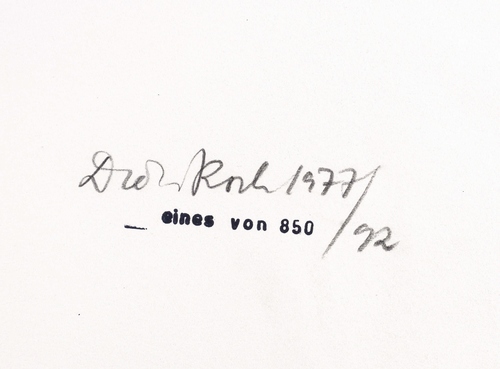 Dieter Roth 1977/92
eines von 850